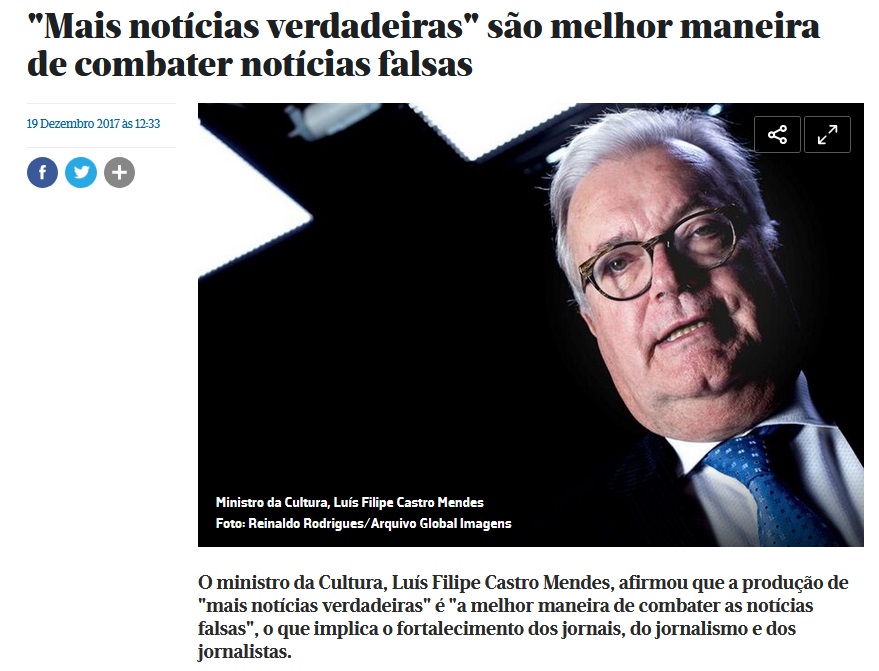 "Mais notícias verdadeiras" são melhor maneira
de combater notícias falsas
19 Dezembro 2017 às 12:33
Ministro da Cultura, Luís Filipe Castro Mendes
Foto: Reinaldo Rodrigues/Arquivo Global Imagens
O ministro da Cultura, Luís Filipe Castro Mendes, afirmou que a produção de
"mais notícias verdadeiras" é "a melhor maneira de combater as notícias
falsas", o que implica o fortalecimento dos jornais, do jornalismo e dos
jornalistas.